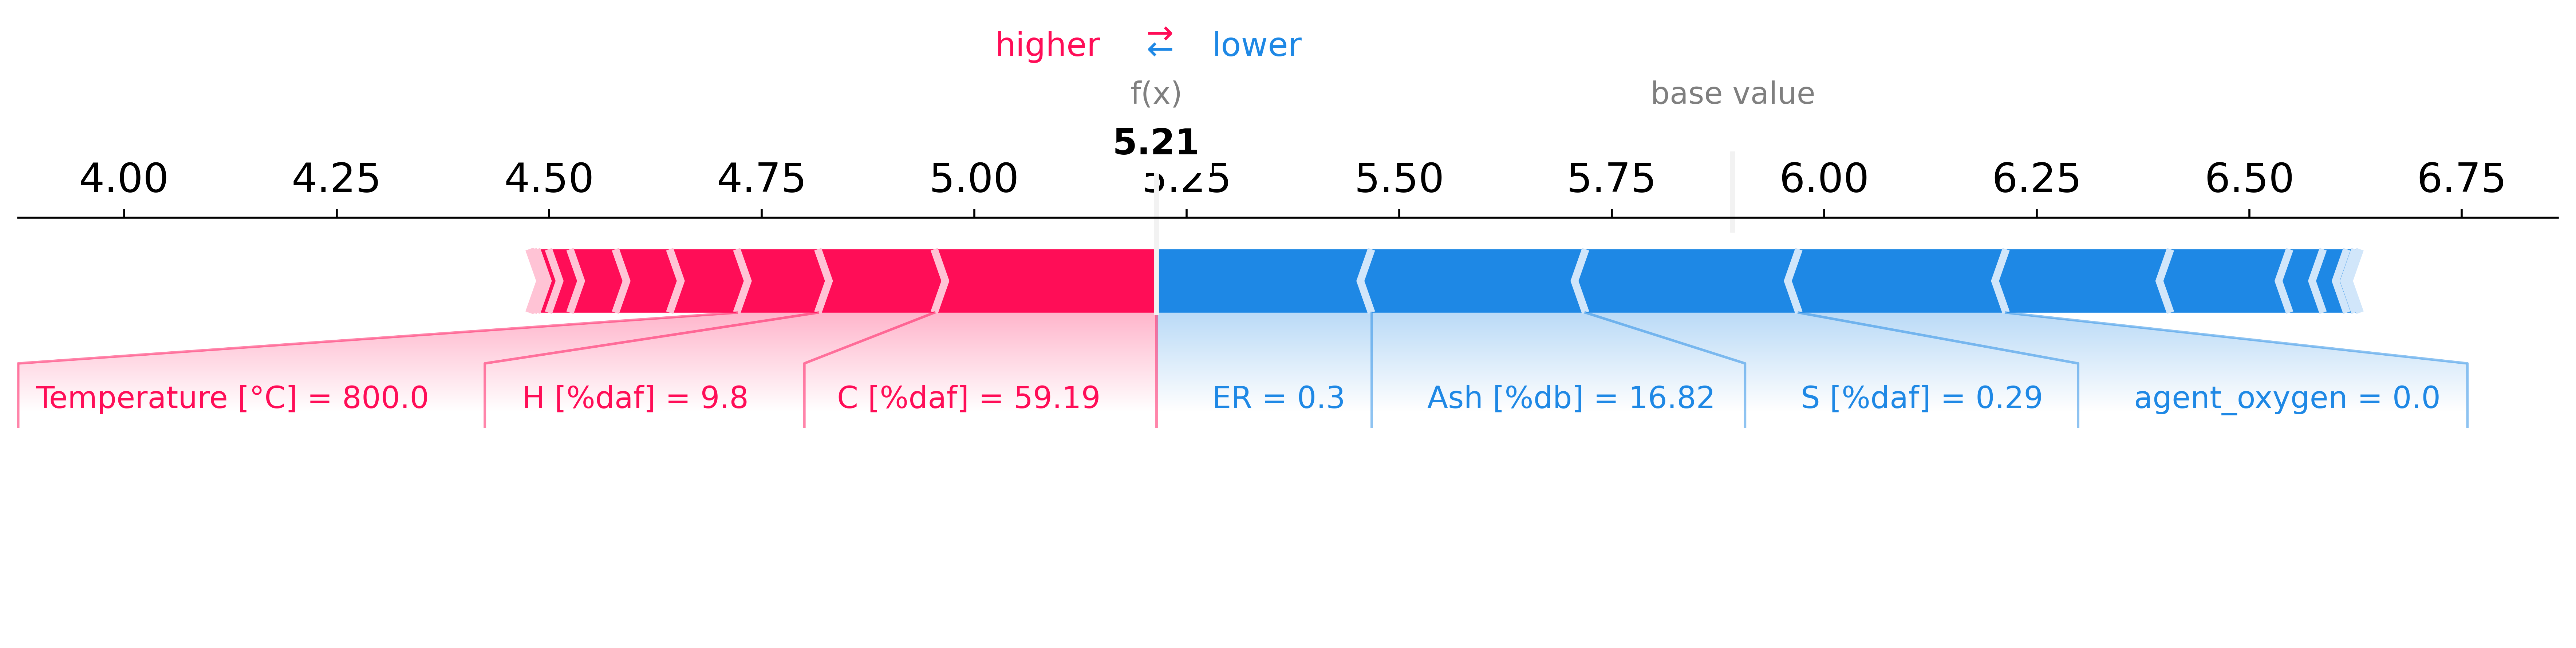 higher ⇄ lower
f(x) base value
5.21
4.00 4.25 4.50 4.75 5.00 5.25 5.50 5.75 6.00 6.25 6.50 6.75
Temperature [°C] = 800.0 H [%daf] = 9.8 C [%daf] = 59.19 ER = 0.3 Ash [%db] = 16.82 S [%daf] = 0.29 agent_oxygen = 0.0